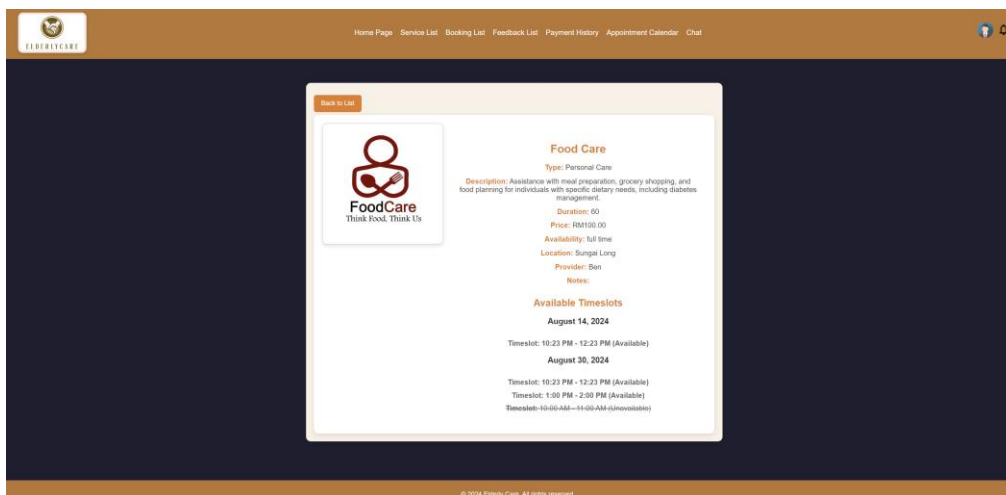 ELDERLYCARE
Home Page Service List Booking List Feedback List Payment History Appointment Calendar Chat
Back to List
FoodCare
Think Food, Think Us
Food Care
Type: Personal Care
Description: Assistance with meal preparation, grocery shopping, and
food planning for individuals with specific dietary needs, including diabetes
management.
Duration: 60
Price: RM100.00
Availability: full time
Location: Sungai Long
Provider: Ben
Notes:
Available Timeslots
August 14, 2024
Timeslot: 10:23 PM - 12:23 PM (Available)
August 30, 2024
Timeslot: 10:23 PM - 12:23 PM (Available)
Timeslot: 1:00 PM - 2:00 PM (Available)
Timeslot: 10:00 AM - 11:00 AM (Unavailable)
© 2024 Elderly Care. All rights reserved.